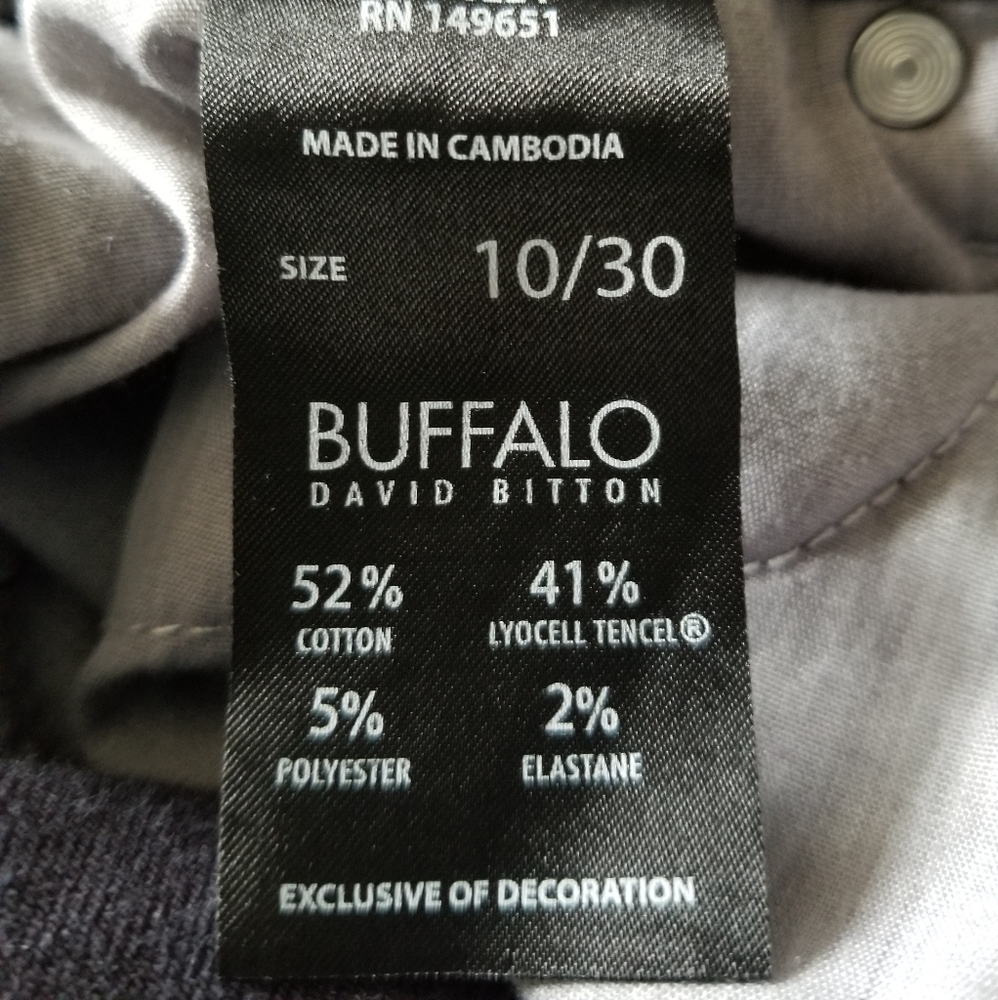 RN 149651
MADE IN CAMBODIA
SIZE 10/30
BUFFALO
DAVID BITTON
52% 41%
COTTON LYOCELL TENCEL®
5% 2%
POLYESTER ELASTANE
EXCLUSIVE OF DECORATION